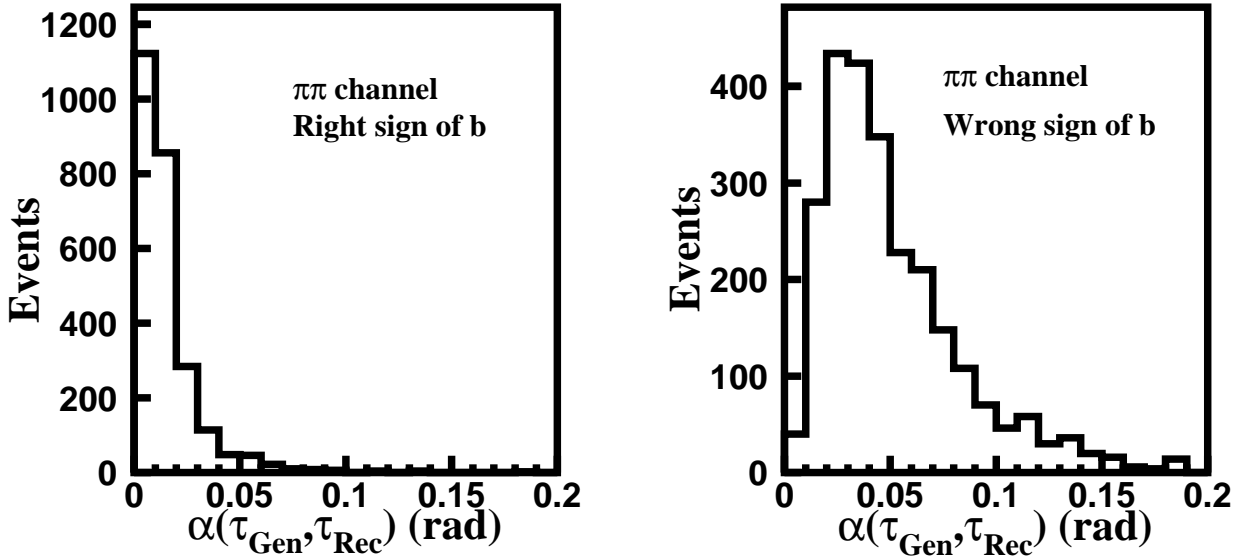 1200
1000
800
600
400
200
0
Events
ππ channel
Right sign of b
0 0.05 0.1 0.15 0.2
α(τGen,τRec) (rad)
400
300
200
100
0
Events
ππ channel
Wrong sign of b
0 0.05 0.1 0.15 0.2
α(τGen,τRec) (rad)